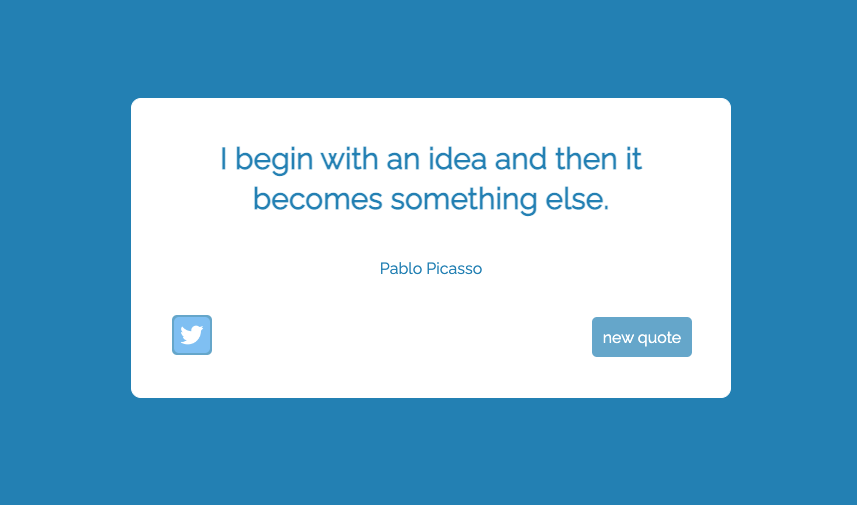 I begin with an idea and then it
becomes something else.
Pablo Picasso
new quote